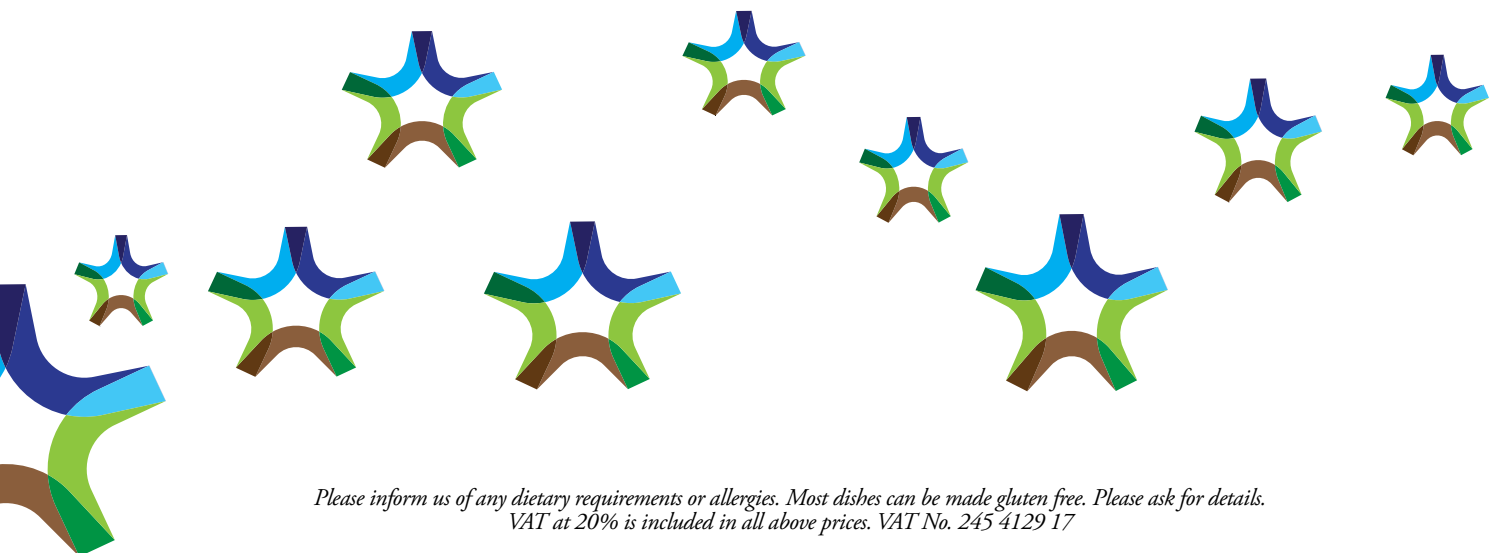 Please inform us of any dietary requirements or allergies. Most dishes can be made gluten free. Please ask for details.
VAT at 20% is included in all above prices. VAT No. 245 4129 17